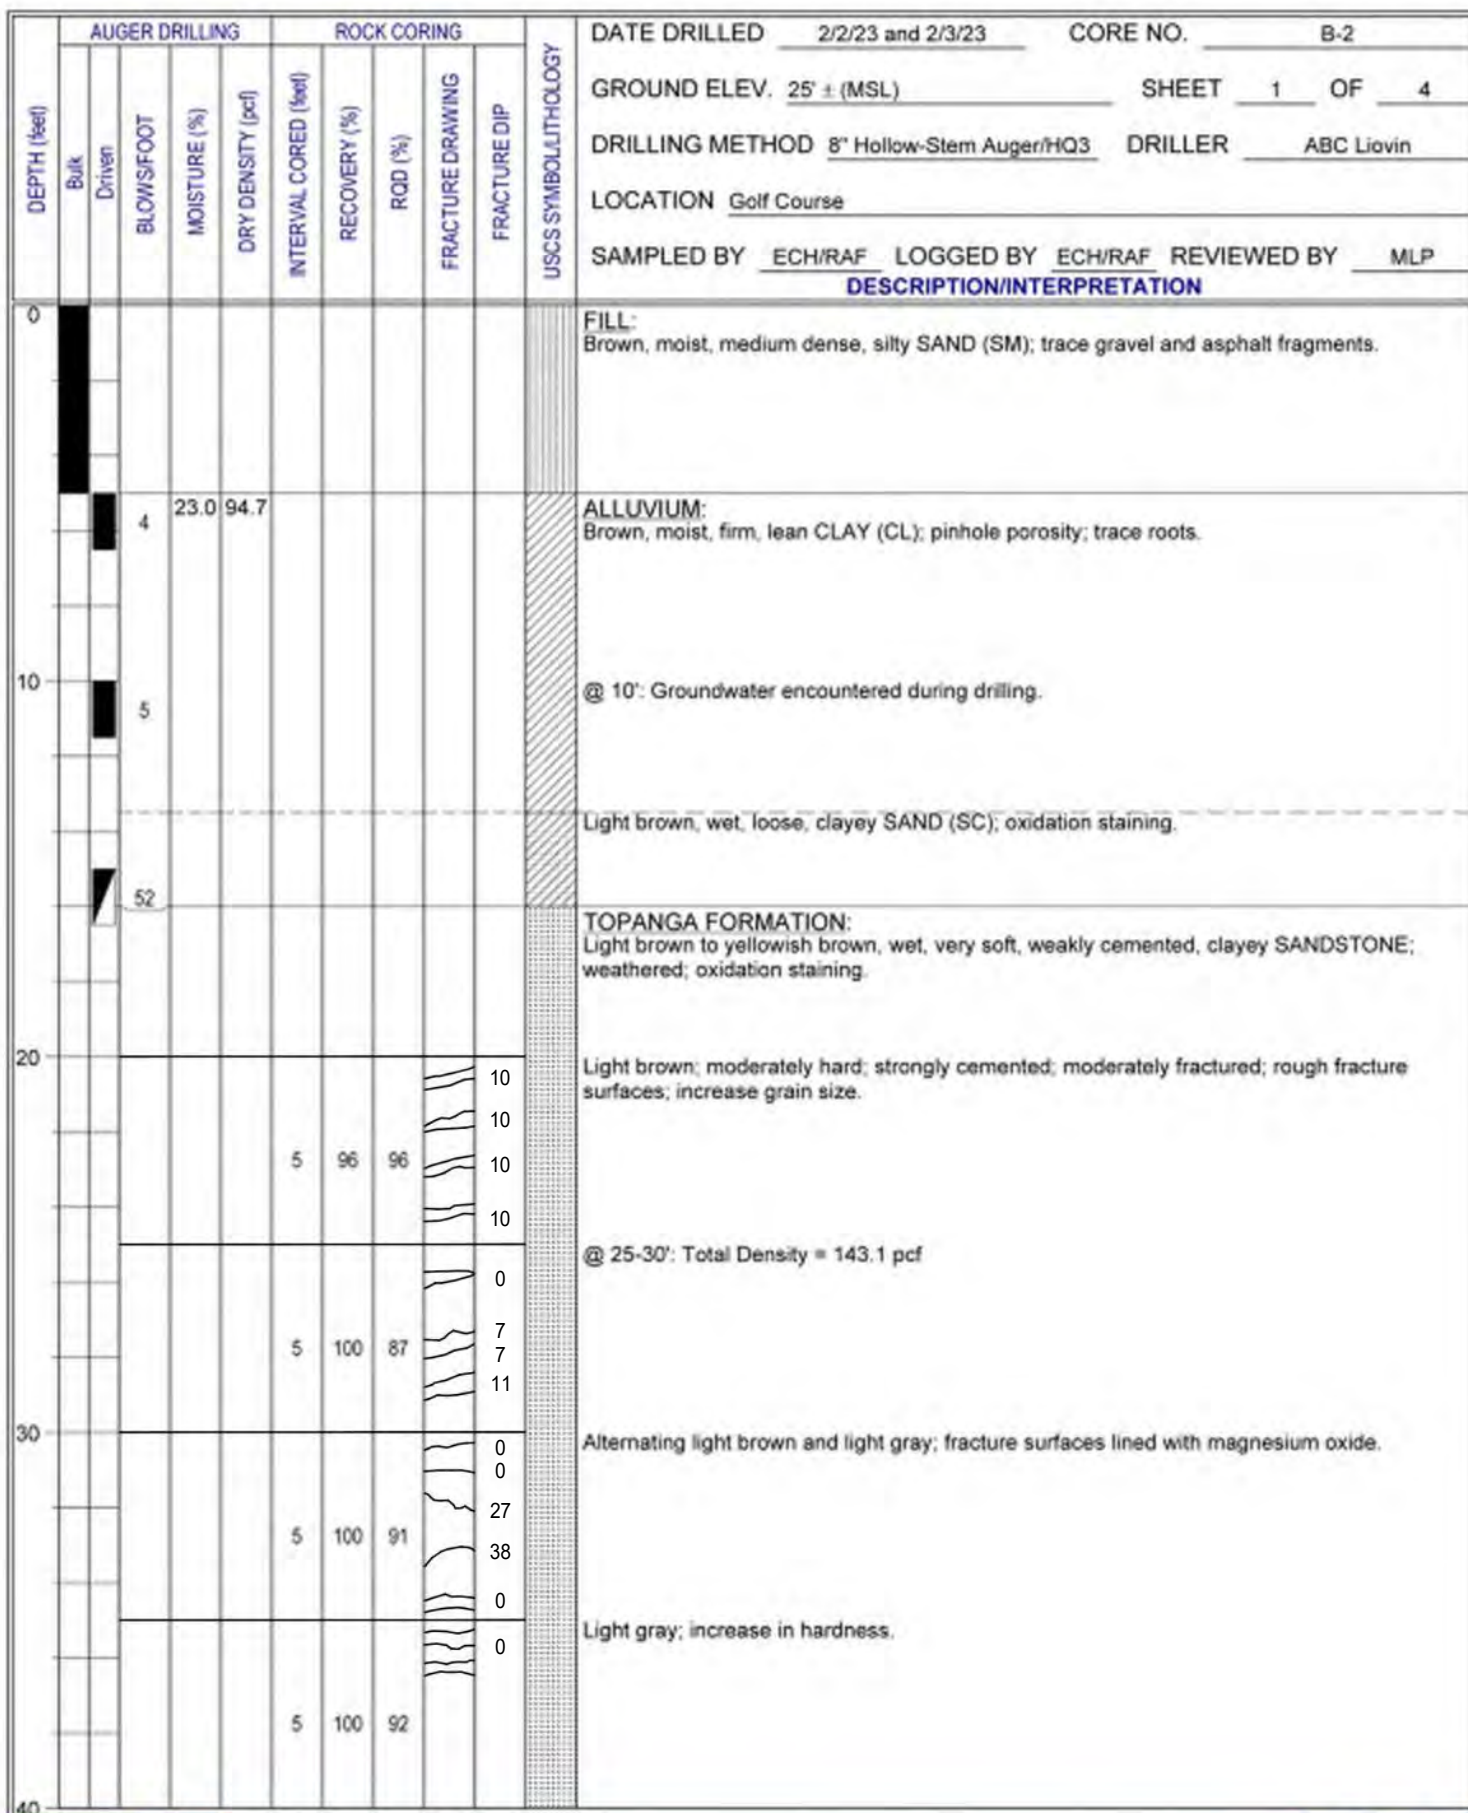 AUGER DRILLING
ROCK CORING
DEPTH (feet)
Bulk
Driven
BLOWS/FOOT
MOISTURE (%)
DRY DENSITY (pcf)
INTERVAL CORED (feet)
RECOVERY (%)
RQD (%)
FRACTURE DRAWING
FRACTURE DIP
USCS SYMBOL/LITHOLOGY
DATE DRILLED 2/2/23 and 2/3/23 CORE NO. B-2
GROUND ELEV. 25' ± (MSL) SHEET 1 OF 4
DRILLING METHOD 8" Hollow-Stem Auger/HQ3 DRILLER ABC Liovin
LOCATION Golf Course
SAMPLED BY ECH/RAF LOGGED BY ECH/RAF REVIEWED BY MLP
DESCRIPTION/INTERPRETATION
0
FILL:
Brown, moist, medium dense, silty SAND (SM); trace gravel and asphalt fragments.
4 23.0 94.7
ALLUVIUM:
Brown, moist, firm, lean CLAY (CL); pinhole porosity; trace roots.
10
5
@ 10': Groundwater encountered during drilling.
Light brown, wet, loose, clayey SAND (SC); oxidation staining.
52
TOPANGA FORMATION:
Light brown to yellowish brown, wet, very soft, weakly cemented, clayey SANDSTONE;
weathered; oxidation staining.
20
Light brown; moderately hard; strongly cemented; moderately fractured; rough fracture
surfaces; increase grain size.
10
10
5 96 96 10
10
@ 25-30': Total Density = 143.1 pcf
0
7
5 100 87 7
11
30
Alternating light brown and light gray; fracture surfaces lined with magnesium oxide.
0
0
27
5 100 91
38
0
Light gray; increase in hardness.
0
5 100 92
40